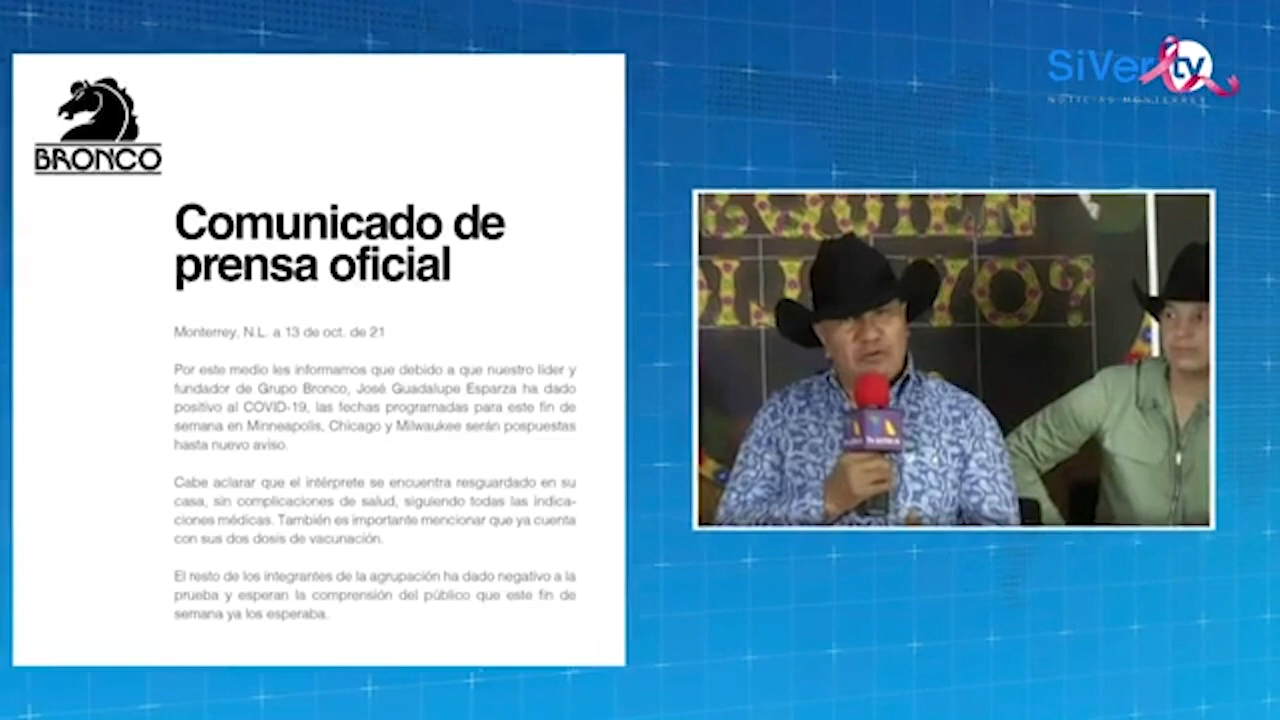 BRONCO
Comunicado de
prensa oficial
Monterrey, N.L. a 13 de oct. de 21
Por este medio les informamos que debido a que nuestro líder y
fundador de Grupo Bronco, José Guadalupe Esparza ha dado
positivo al COVID-19, las fechas programadas para este fin de
semana en Minneapolis, Chicago y Milwaukee serán pospuestas
hasta nuevo aviso.
Cabe aclarar que el intérprete se encuentra resguardado en su
casa, sin complicaciones de salud, siguiendo todas las indica-
ciones médicas. También es importante mencionar que ya cuenta
con sus dos dosis de vacunación.
El resto de los integrantes de la agrupación ha dado negativo a la
prueba y esperan la comprensión del público que este fin de
semana ya los esperaba.
SiVer tv
NOTICIAS MONTERREY
QUIEN
YO?